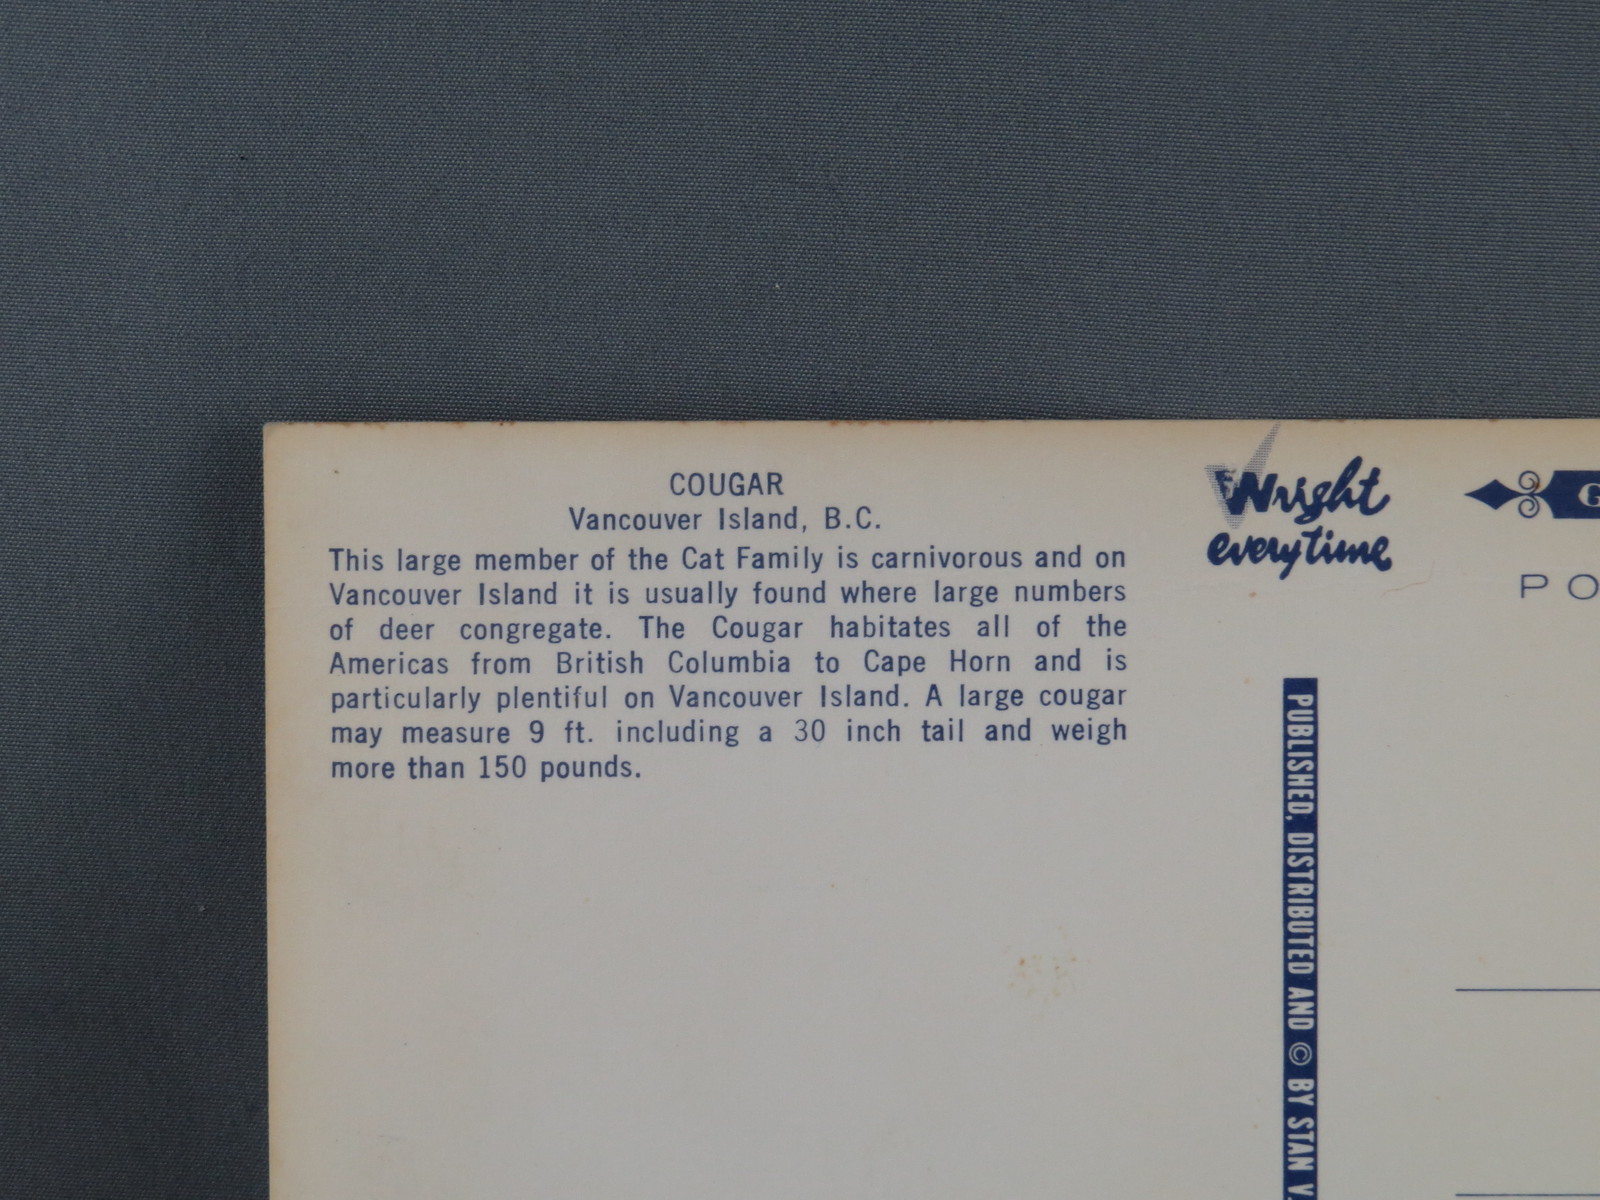 COUGAR
Vancouver Island, B.C.
This large member of the Cat Family is carnivorous and on
Vancouver Island it is usually found where large numbers
of deer congregate. The Cougar habitates all of the
Americas from British Columbia to Cape Horn and is
particularly plentiful on Vancouver Island. A large cougar
may measure 9 ft. including a 30 inch tail and weigh
more than 150 pounds.
Wright
everytime
G
PO
PUBLISHED, DISTRIBUTED AND © BY STAN V.